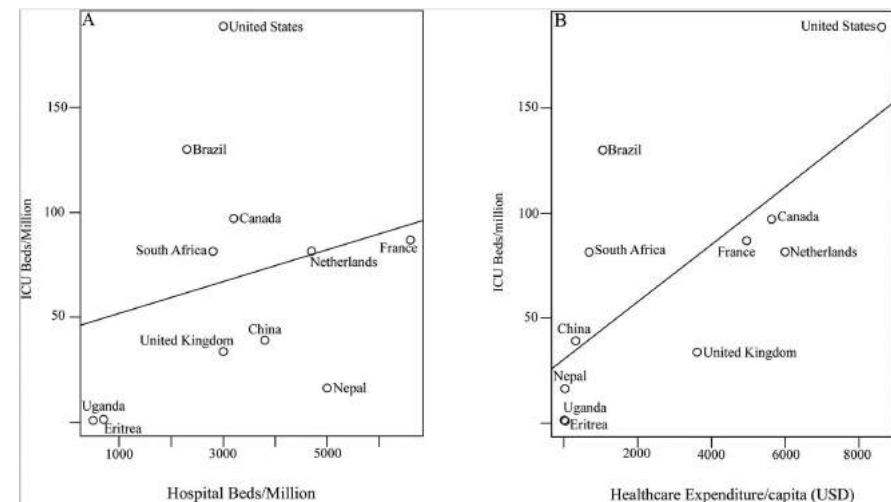 A
United States
150
Brazil
100
Canada
South Africa
France
Netherlands
ICU Beds/Million
50
China
United Kingdom
Nepal
Uganda
Eritrea
1000
3000
5000
Hospital Beds/Million
B
United States
150
Brazil
100
Canada
South Africa
France
Netherlands
ICU Beds/million
50
China
United Kingdom
Nepal
Uganda
Eritrea
2000
4000
6000
8000
Healthcare Expenditure/capita (USD)